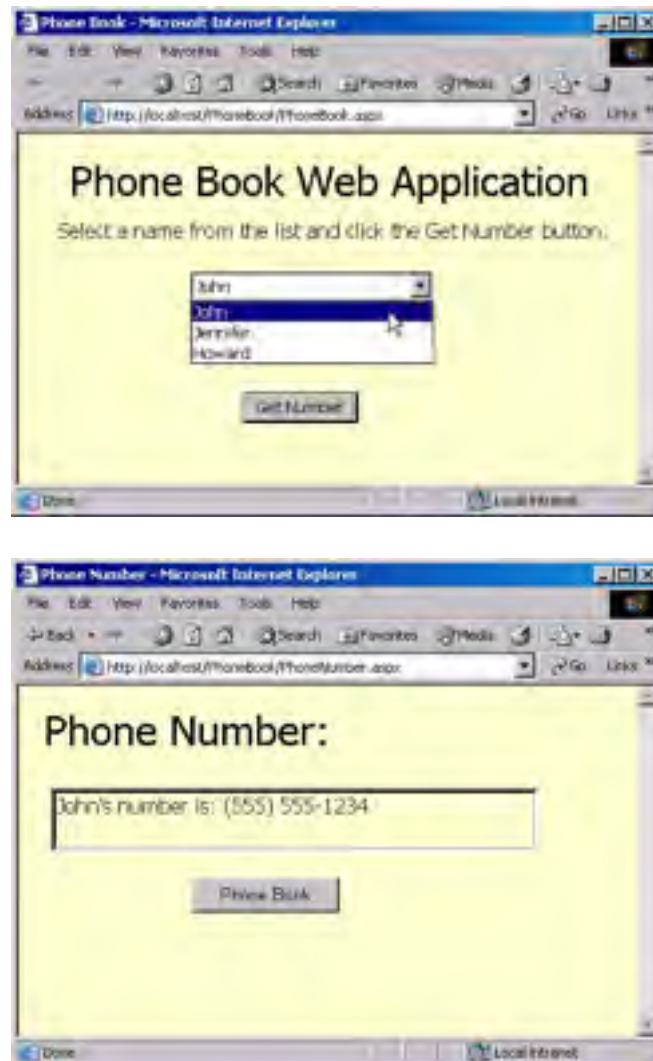 Phone Book - Microsoft Internet Explorer
File Edit View Favorites Tools Help
Search Favorites Media
Address http://localhost/PhoneBook/PhoneBook.aspx Go Links
Phone Book Web Application
Select a name from the list and click the Get Number button.
John
John
Jennifer
Howard
Get Number
Done Local intranet
Phone Number - Microsoft Internet Explorer
File Edit View Favorites Tools Help
Back Search Favorites Media
Address http://localhost/PhoneBook/PhoneNumber.aspx Go Links
Phone Number:
John's number is: (555) 555-1234
Phone Book
Done Local intranet